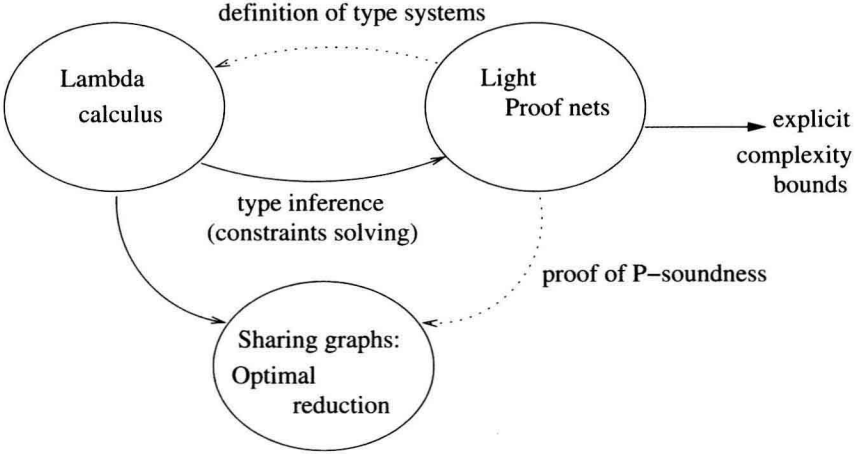 definition of type systems
Lambda
calculus
Light
Proof nets
explicit
complexity
bounds
type inference
(constraints solving)
proof of P−soundness
Sharing graphs:
Optimal
reduction